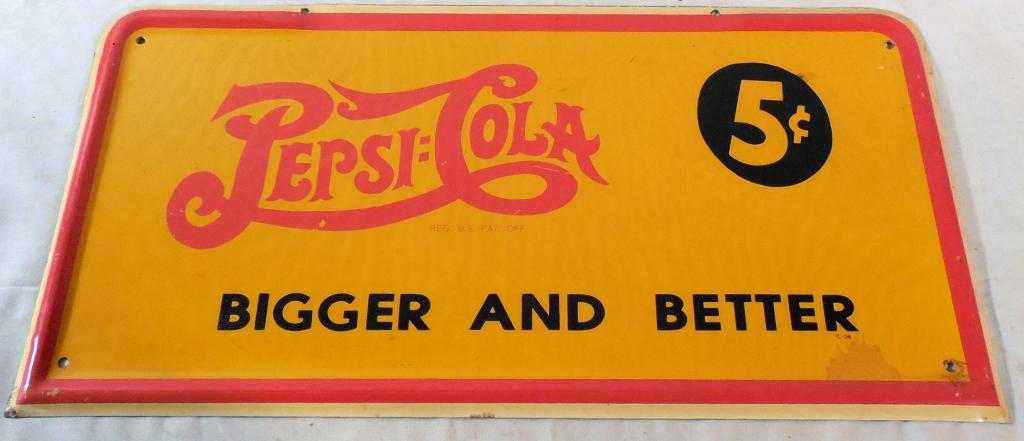 PEPSI=COLA
5¢
REG. U.S. PAT. OFF.
BIGGER AND BETTER